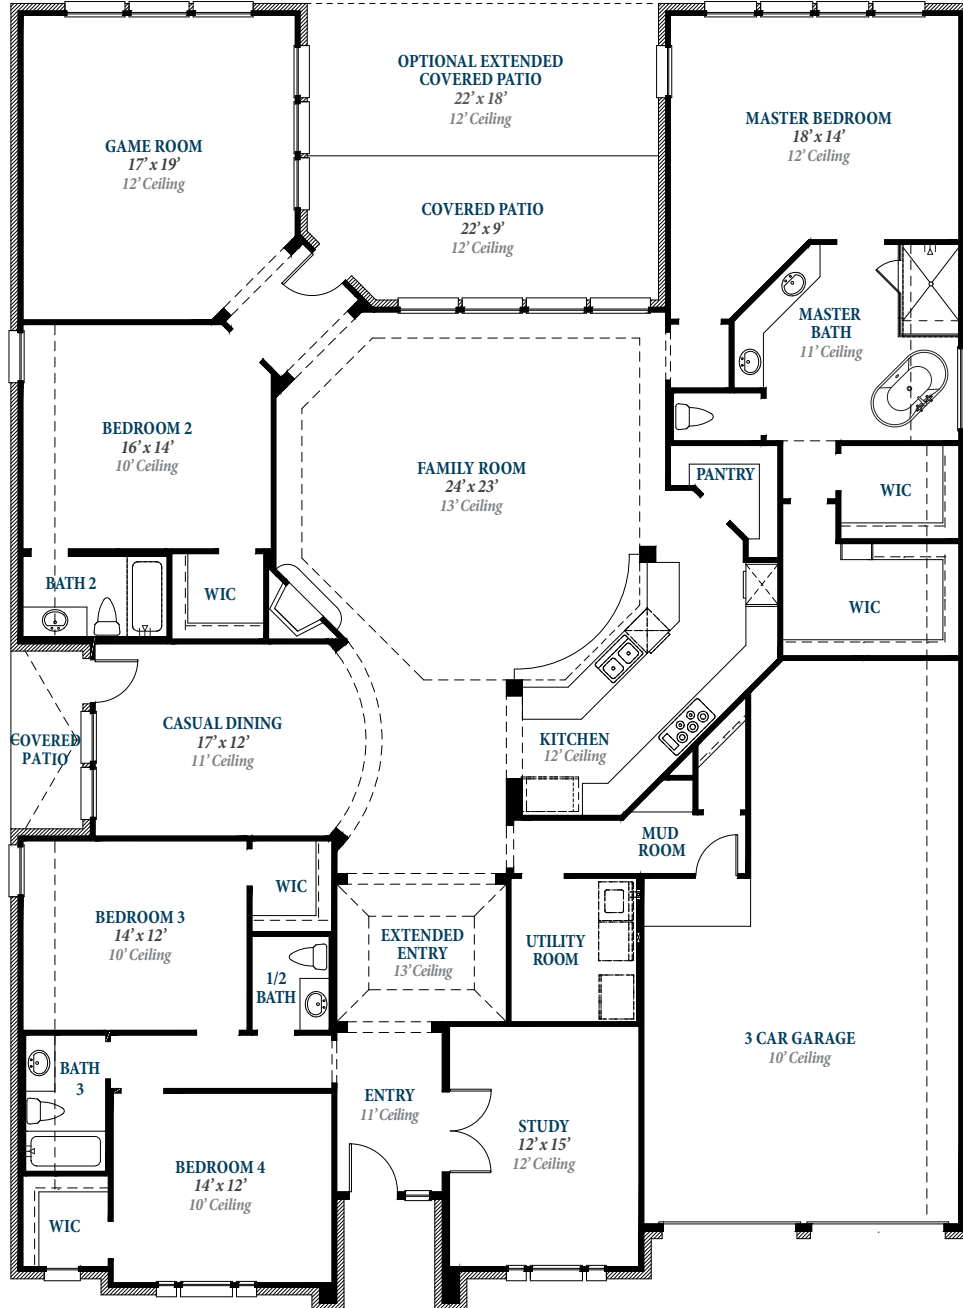 OPTIONAL EXTENDED
COVERED PATIO
22' x 18'
12' Ceiling
MASTER BEDROOM
18' x 14'
12' Ceiling
GAME ROOM
17' x 19'
12' Ceiling
COVERED PATIO
22' x 9'
12' Ceiling
MASTER
BATH
11' Ceiling
BEDROOM 2
16' x 14'
10' Ceiling
FAMILY ROOM
24' x 23'
13' Ceiling
PANTRY
WIC
BATH 2
WIC
WIC
COVERED
PATIO
CASUAL DINING
17' x 12'
11' Ceiling
KITCHEN
12' Ceiling
MUD
ROOM
WIC
BEDROOM 3
14' x 12'
10' Ceiling
EXTENDED
ENTRY
13' Ceiling
UTILITY
ROOM
1/2
BATH
3 CAR GARAGE
10' Ceiling
BATH
3
ENTRY
11' Ceiling
STUDY
12' x 15'
12' Ceiling
BEDROOM 4
14' x 12'
10' Ceiling
WIC